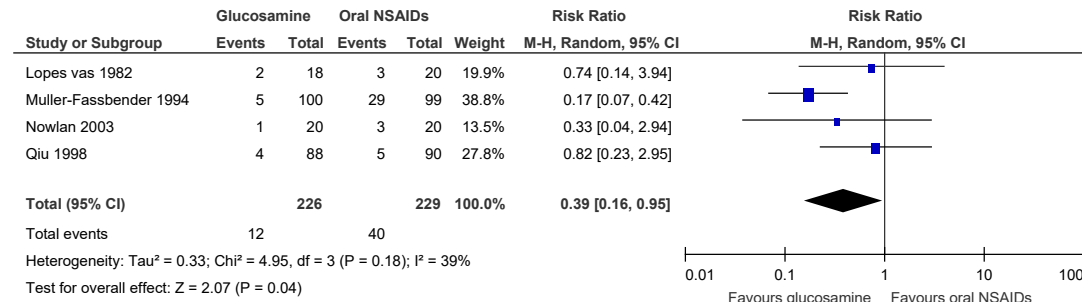 Glucosamine Oral NSAIDs Risk Ratio Risk Ratio
Study or Subgroup Events Total Events Total Weight M-H, Random, 95% CI M-H, Random, 95% CI
Lopes vas 1982 2 18 3 20 19.9% 0.74 [0.14, 3.94]
Muller-Fassbender 1994 5 100 29 99 38.8% 0.17 [0.07, 0.42]
Nowlan 2003 1 20 3 20 13.5% 0.33 [0.04, 2.94]
Qiu 1998 4 88 5 90 27.8% 0.82 [0.23, 2.95]
Total (95% CI) 226 229 100.0% 0.39 [0.16, 0.95]
Total events 12 40
Heterogeneity: Tau² = 0.33; Chi² = 4.95, df = 3 (P = 0.18); I² = 39%
Test for overall effect: Z = 2.07 (P = 0.04)
0.01 0.1 1 10 100
Favours glucosamine Favours oral NSAIDs